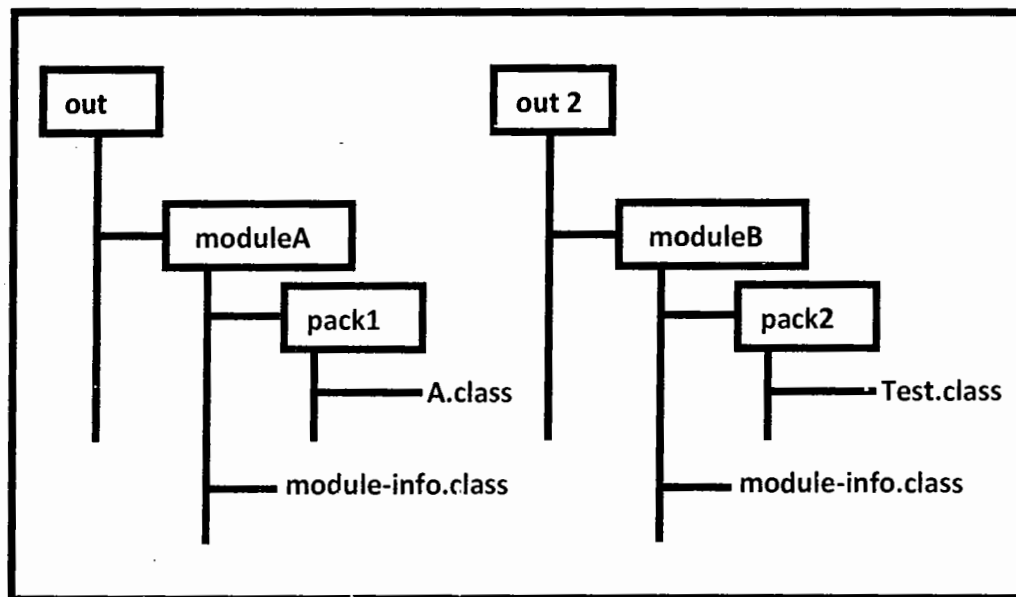 out
out 2
moduleA
moduleB
pack1
pack2
A.class
Test.class
module-info.class
module-info.class